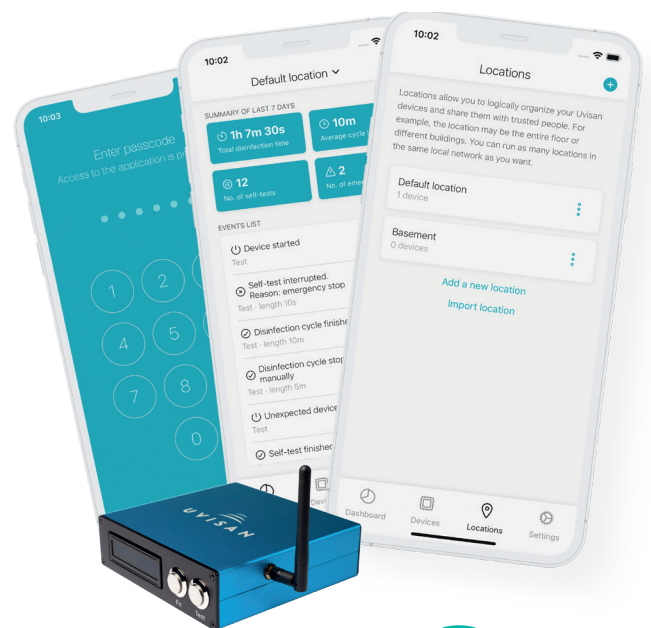 10:03
Enter passcode
Access to the application is
10:02
Default location
SUMMARY OF LAST 7 DAYS
1h 7m 30s
Total disinfection time
10m
Average cycle
12
No. of self-tests
2
No. of
EVENTS LIST
Device started
Test
Self-test interrupted.
Reason: emergency stop
Test - length 10s
Disinfection cycle
Test - length 10m
Disinfection cycle
manually
Test - length 5m
Unexpected
Test
Self-test
10:02
Locations
Locations allow you to logically organize your Uvisan
devices and share them with trusted people. For
example, the location may be the entire floor or
different buildings. You can run as many locations in
the same local network as you want.
Default location
1 device
Basement
0 devices
Add a new location
Import location
Dashboard
Devices
Locations
Settings
1
2
4
5
7
8
0
UVISAN
Fn
Test